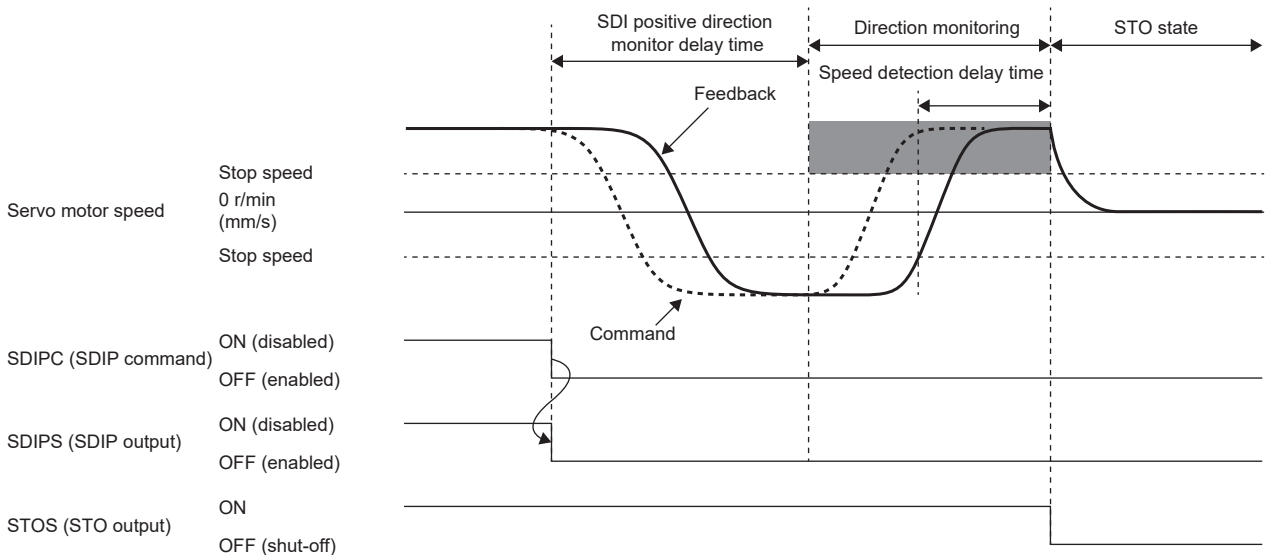 SDI positive direction
monitor delay time
Direction monitoring
STO state
Speed detection delay time
Feedback
Stop speed
Servo motor speed
0 r/min
(mm/s)
Stop speed
Command
SDIPC (SDIP command)
ON (disabled)
OFF (enabled)
SDIPS (SDIP output)
ON (disabled)
OFF (enabled)
STOS (STO output)
ON
OFF (shut-off)